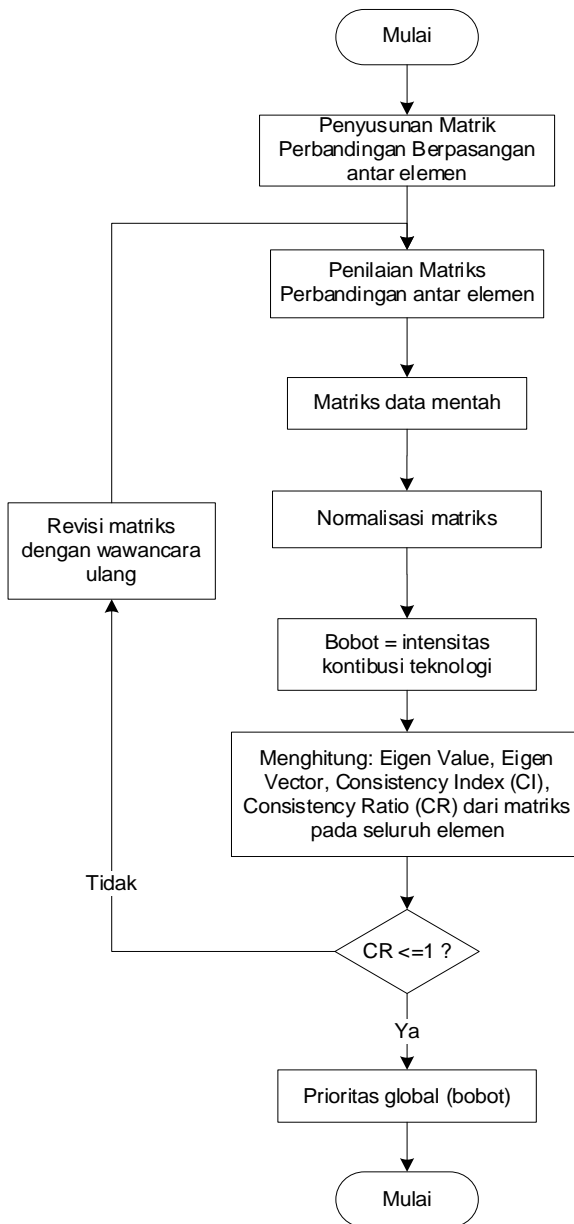 Mulai
Penyusunan Matrik
Perbandingan Berpasangan
antar elemen
Penilaian Matriks
Perbandingan antar elemen
Matriks data mentah
Normalisasi matriks
Revisi matriks
dengan wawancara
ulang
Bobot = intensitas
kontibusi teknologi
Menghitung: Eigen Value, Eigen
Vector, Consistency Index (CI),
Consistency Ratio (CR) dari matriks
pada seluruh elemen
Tidak
CR <=1 ?
Ya
Prioritas global (bobot)
Mulai